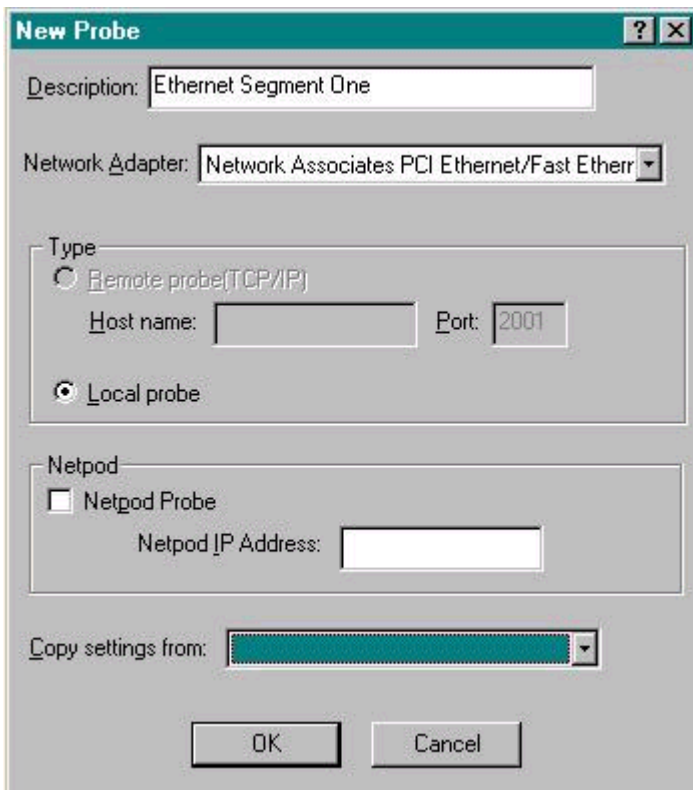 New Probe
Description: Ethernet Segment One
Network Adapter: Network Associates PCI Ethernet/Fast Ethern
Type
Remote probe(TCP/IP)
Host name: Port: 2001
Local probe
Netpod
Netpod Probe
Netpod IP Address:
Copy settings from:
OK Cancel